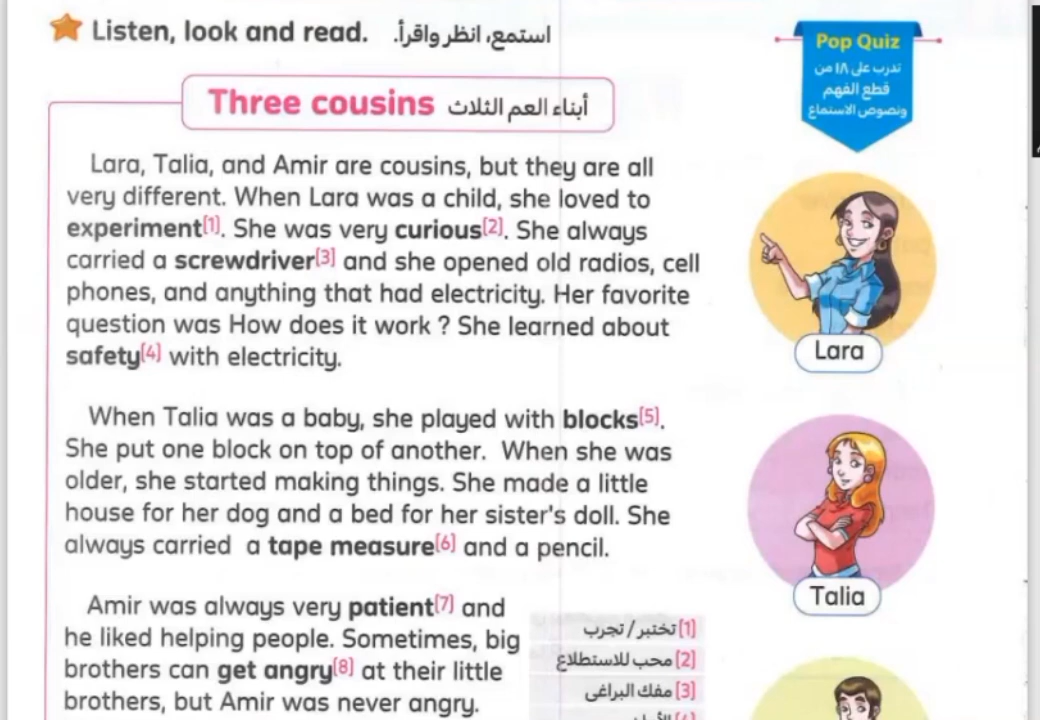 Listen, look and read. استمع، انظر واقرأ.
Pop Quiz
تدرب على ١٨ من
قطع الفهم
ونصوص الاستماع
Three cousins أبناء العم الثلاث
Lara, Talia, and Amir are cousins, but they are all
very different. When Lara was a child, she loved to
experiment[1]. She was very curious[2]. She always
carried a screwdriver[3] and she opened old radios, cell
phones, and anything that had electricity. Her favorite
question was How does it work ? She learned about
safety[4] with electricity.
Lara
When Talia was a baby, she played with blocks[5].
She put one block on top of another. When she was
older, she started making things. She made a little
house for her dog and a bed for her sister's doll. She
always carried a tape measure[6] and a pencil.
Talia
Amir was always very patient[7] and
he liked helping people. Sometimes, big
brothers can get angry[8] at their little
brothers, but Amir was never angry.
[1] تختبر / تجرب
[2] محب للاستطلاع
[3] مفك البراغى